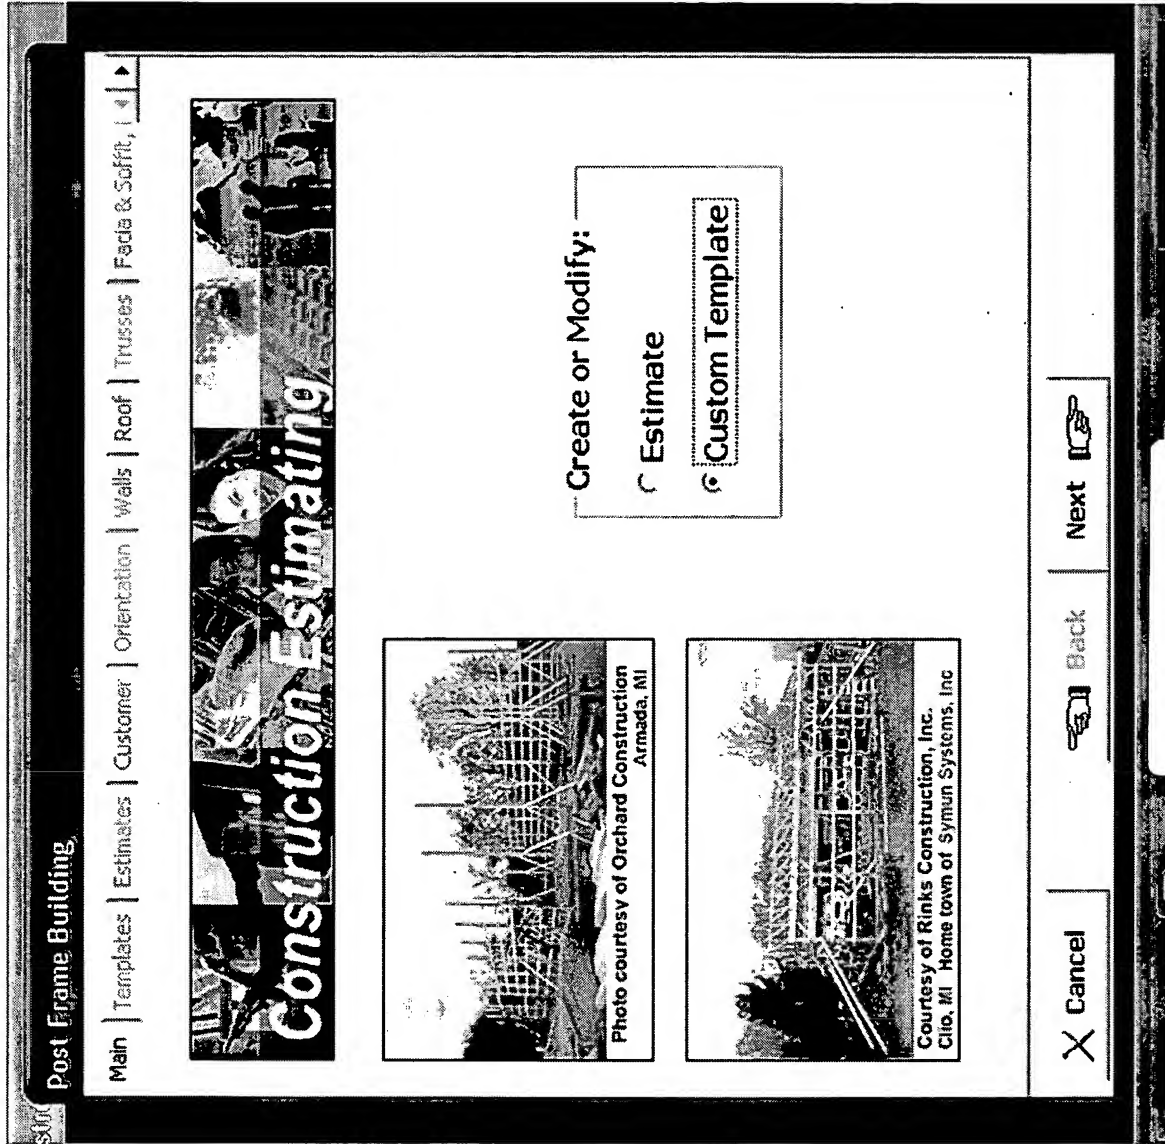 Post Frame Building
Main | Templates | Estimates | Customer | Orientation | Walls | Roof | Trusses | Facia & Soffit,
Construction Estimating
Photo courtesy of Orchard Construction
Armada, MI
Courtesy of Rinks Construction, Inc.
Clio, MI Home town of Symun Systems, Inc
Create or Modify:
Estimate
Custom Template
Cancel
Back
Next